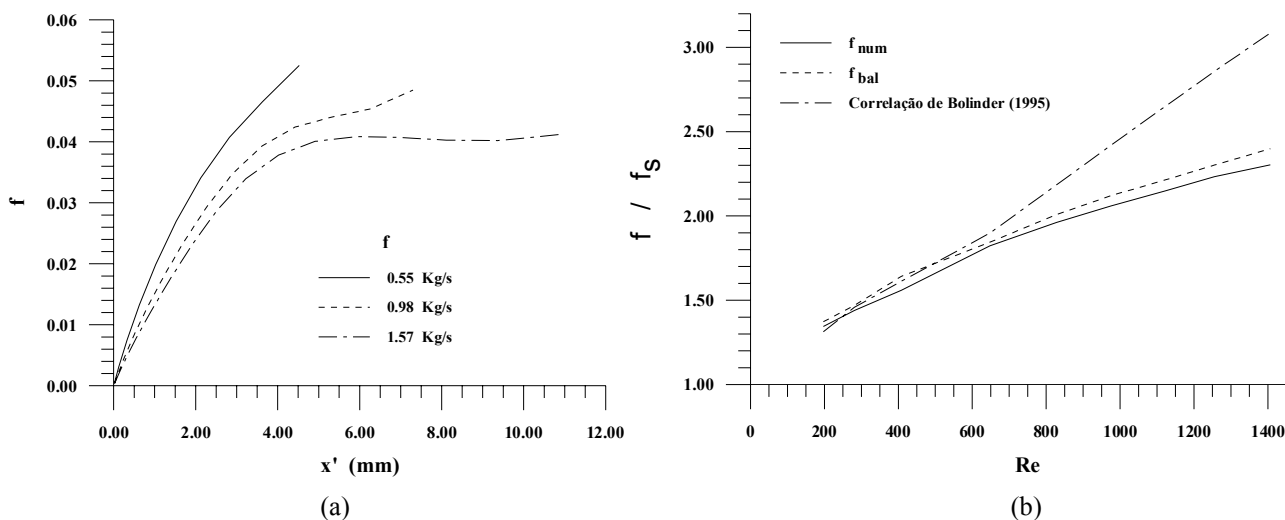 0.06
0.05
0.04
0.03
0.02
0.01
0.00
f
f
0.55 Kg/s
0.98 Kg/s
1.57 Kg/s
0.00 2.00 4.00 6.00 8.00 10.00 12.00
x' (mm)
(a)
3.00
2.50
2.00
1.50
1.00
f / fS
f num
f bal
Correlação de Bolinder (1995)
0 200 400 600 800 1000 1200 1400
Re
(b)